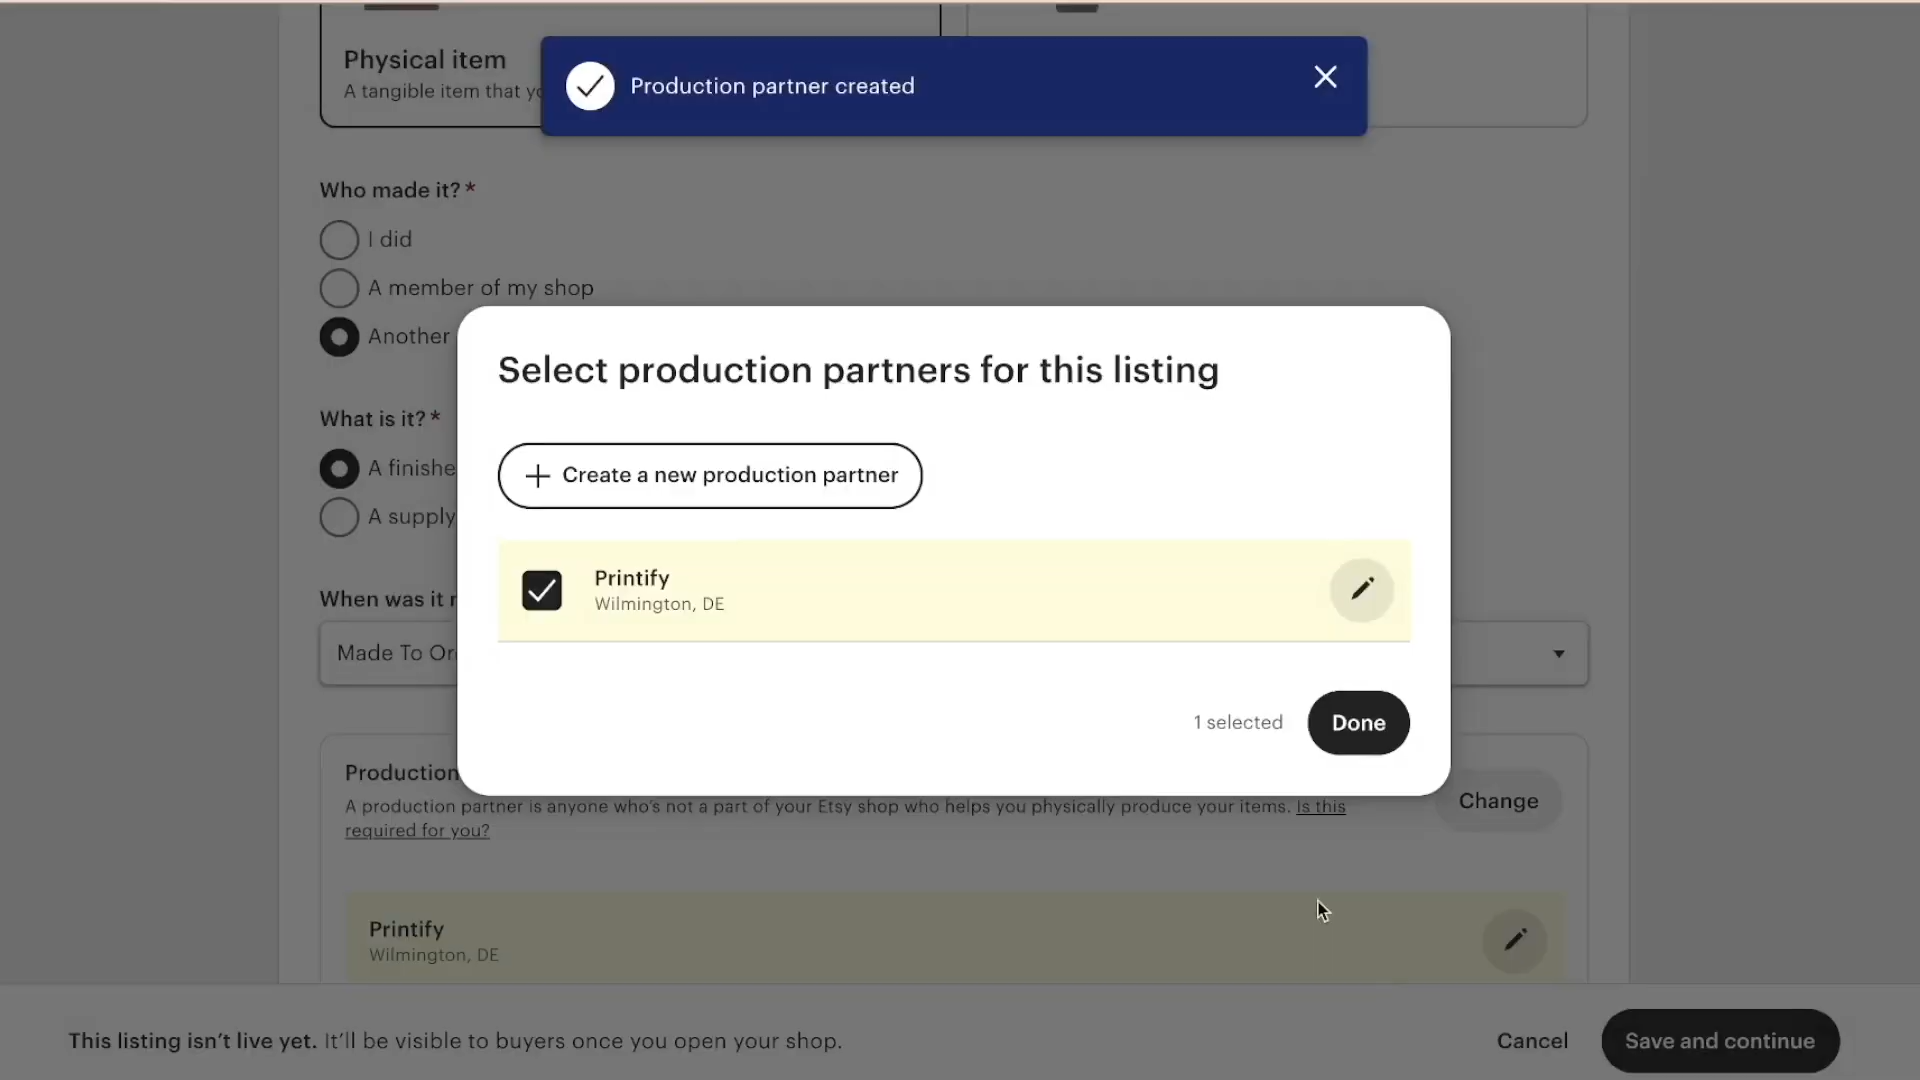 Physical item
A tangible item that yo
Production partner created
Who made it? *
I did
A member of my shop
Another
What is it? *
A finishe
A supply
When was it
Made To Or
Select production partners for this listing
+ Create a new production partner
Printify
Wilmington, DE
1 selected
Done
Production
A production partner is anyone who's not a part of your Etsy shop who helps you physically produce your items. Is this
required for you?
Change
Printify
Wilmington, DE
This listing isn't live yet. It'll be visible to buyers once you open your shop.
Cancel
Save and continue